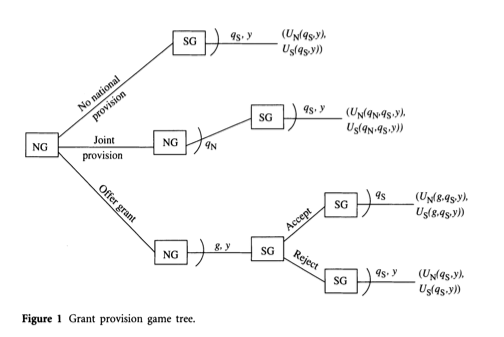 SG
q_S, y
(U_N(q_S,y),
U_S(q_S,y))
No national
provision
NG
Joint
provision
NG
q_N
SG
q_S, y
(U_N(q_N,q_S,y),
U_S(q_N,q_S,y))
Offer grant
NG
g, y
SG
Accept
SG
q_S
(U_N(g,q_S,y),
U_S(g,q_S,y))
Reject
SG
q_S, y
(U_N(q_S,y),
U_S(q_S,y))
Figure 1 Grant provision game tree.